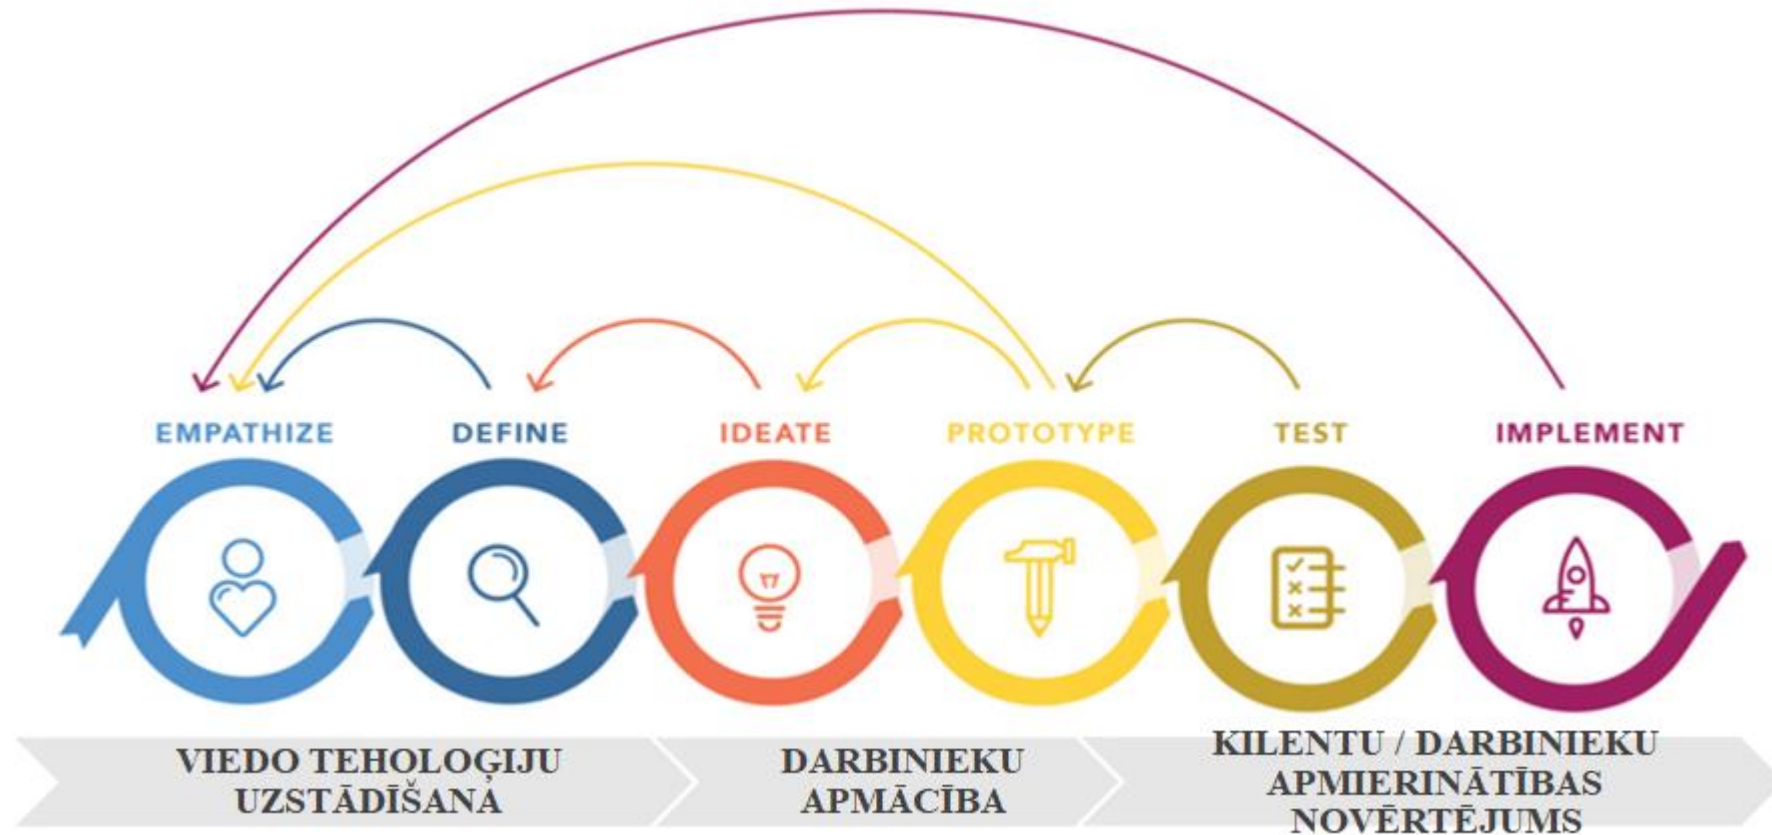 EMPATHIZE
DEFINE
IDEATE
PROTOTYPE
TEST
IMPLEMENT
VIEDO TEHOLOĢIJU
UZSTĀDĪŠANA
DARBINIEKU
APMĀCĪBA
KILENTU / DARBINIEKU
APMIERINĀTĪBAS
NOVĒRTĒJUMS